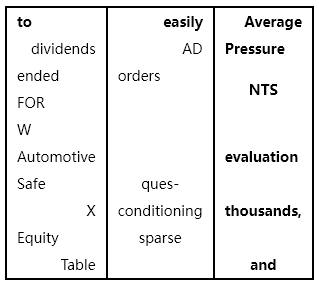 to easily Average
dividends AD Pressure
ended orders
NTS
FOR
W
Automotive evaluation
Safe ques-
X conditioning thousands,
Equity sparse
Table and